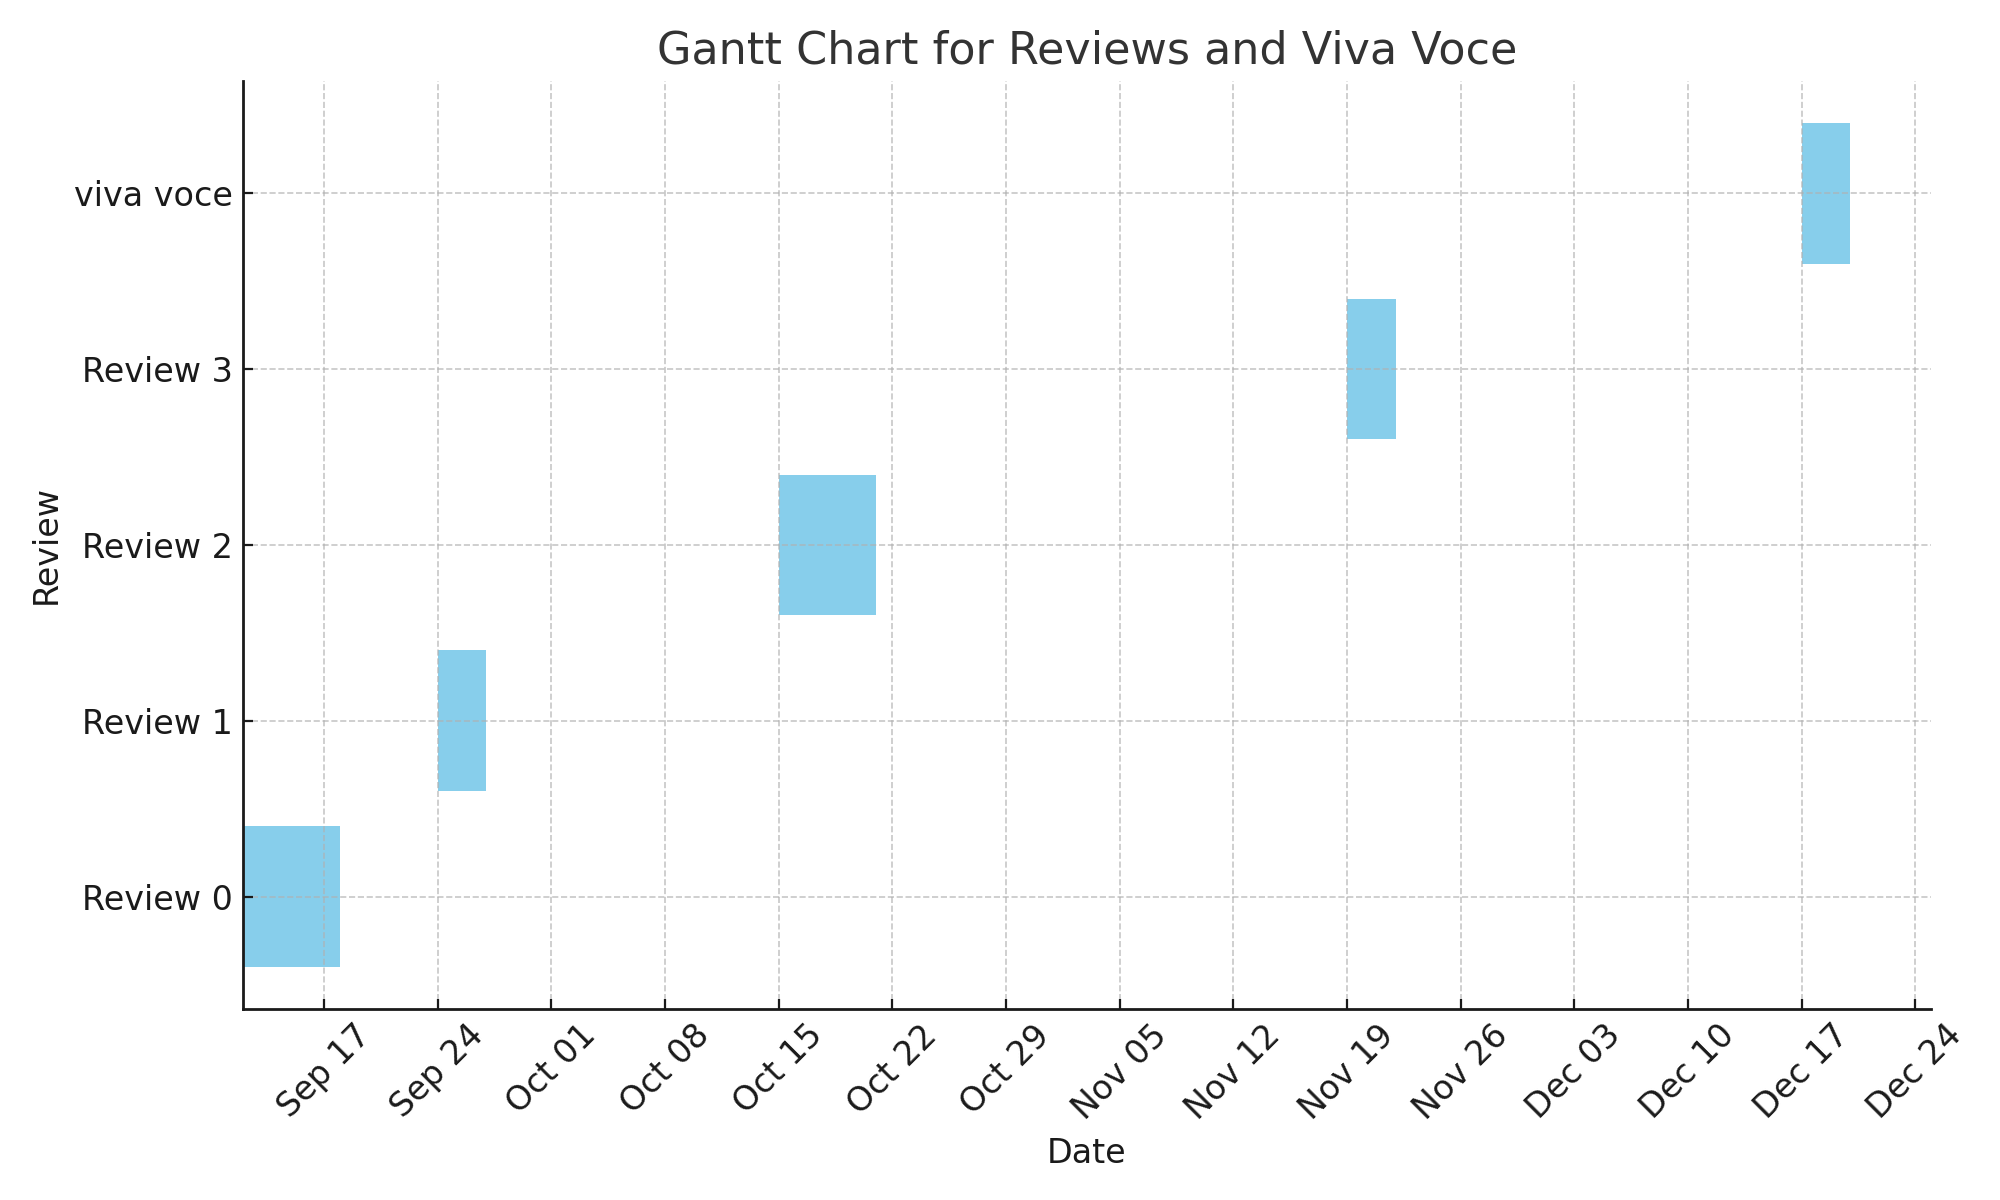 Gantt Chart for Reviews and Viva Voce
viva voce
Review 3
Review 2
Review 1
Review 0
Review
Sep 17
Sep 24
Oct 01
Oct 08
Oct 15
Oct 22
Oct 29
Nov 05
Nov 12
Nov 19
Nov 26
Dec 03
Dec 10
Dec 17
Dec 24
Date